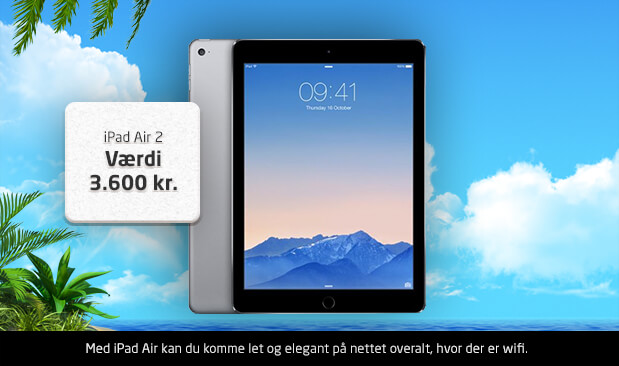 iPad Air 2
Værdi
3.600 kr.
09:41
Thursday 16 October
Med iPad Air kan du komme let og elegant på nettet overalt, hvor der er wifi.